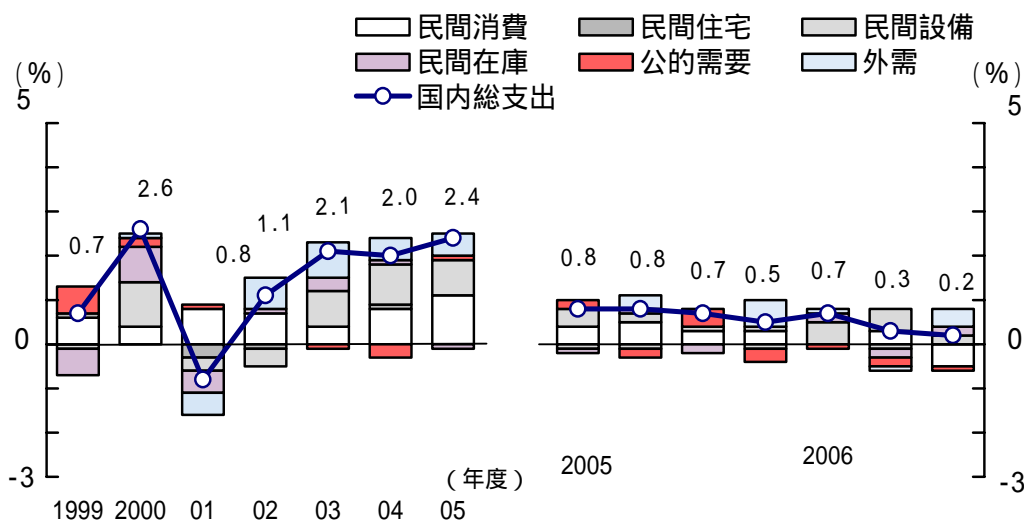 民間消費 民間住宅 民間設備
民間在庫 公的需要 外需
国内総支出
(%) (%)
5 5
0.7 2.6 0.8 1.1 2.1 2.0 2.4 0.8 0.8 0.7 0.5 0.7 0.3 0.2
0 0
-3 -3
(年度)
1999 2000 01 02 03 04 05
2005 2006